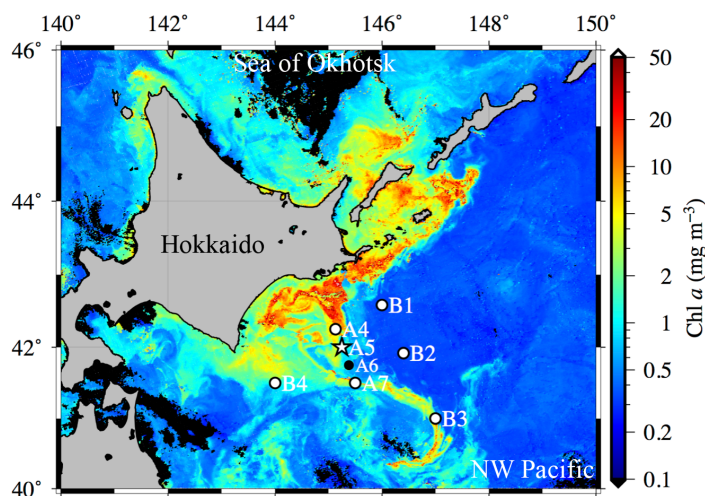 140° 142° 144° 146° 148° 150°
46°
44°
42°
40°
Sea of Okhotsk
Hokkaido
B1
A4
A5
B2
A6
B4
A7
B3
NW Pacific
50
20
10
5
2
1
0.5
0.2
0.1
Chl a (mg m⁻³)